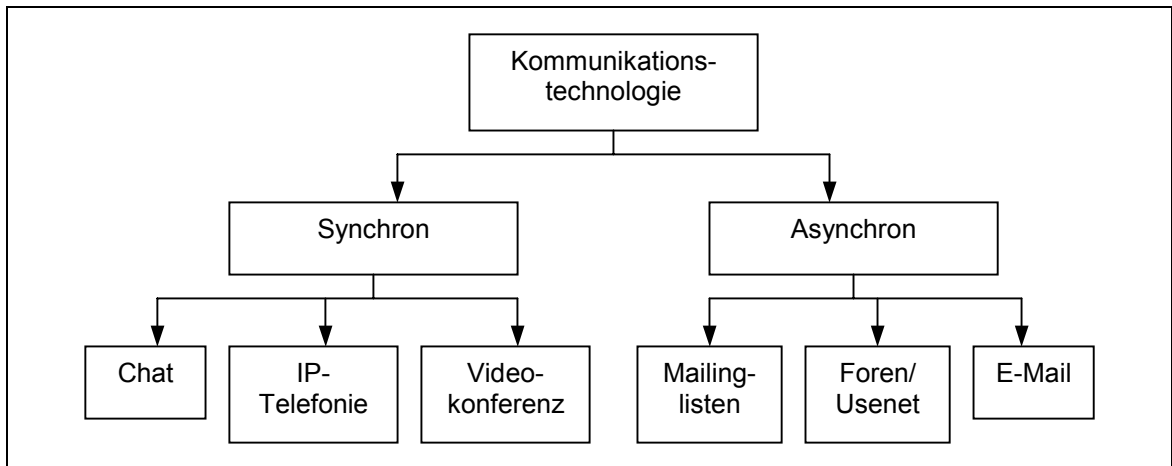 Kommunikations-
technologie
Synchron
Asynchron
Chat
IP-
Telefonie
Video-
konferenz
Mailing-
listen
Foren/
Usenet
E-Mail